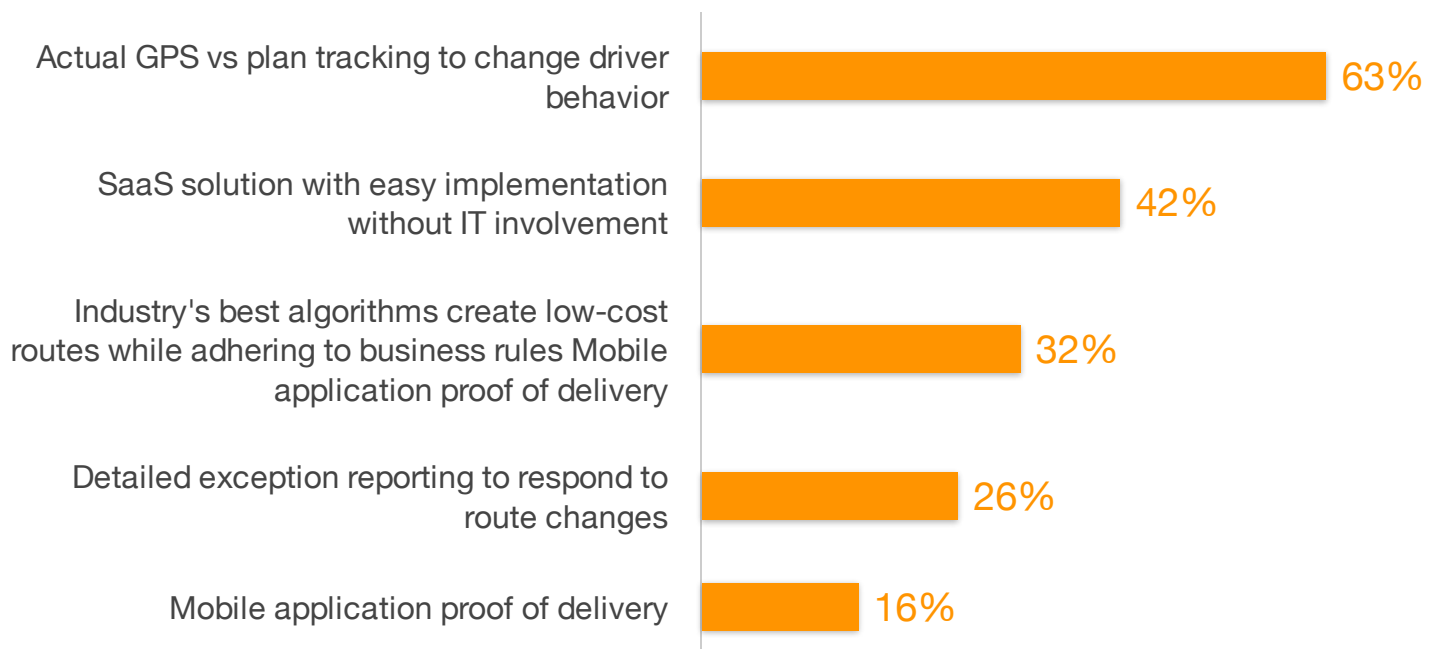 Actual GPS vs plan tracking to change driver
behavior
63%
SaaS solution with easy implementation
without IT involvement
42%
Industry's best algorithms create low-cost
routes while adhering to business rules Mobile
application proof of delivery
32%
Detailed exception reporting to respond to
route changes
26%
Mobile application proof of delivery
16%